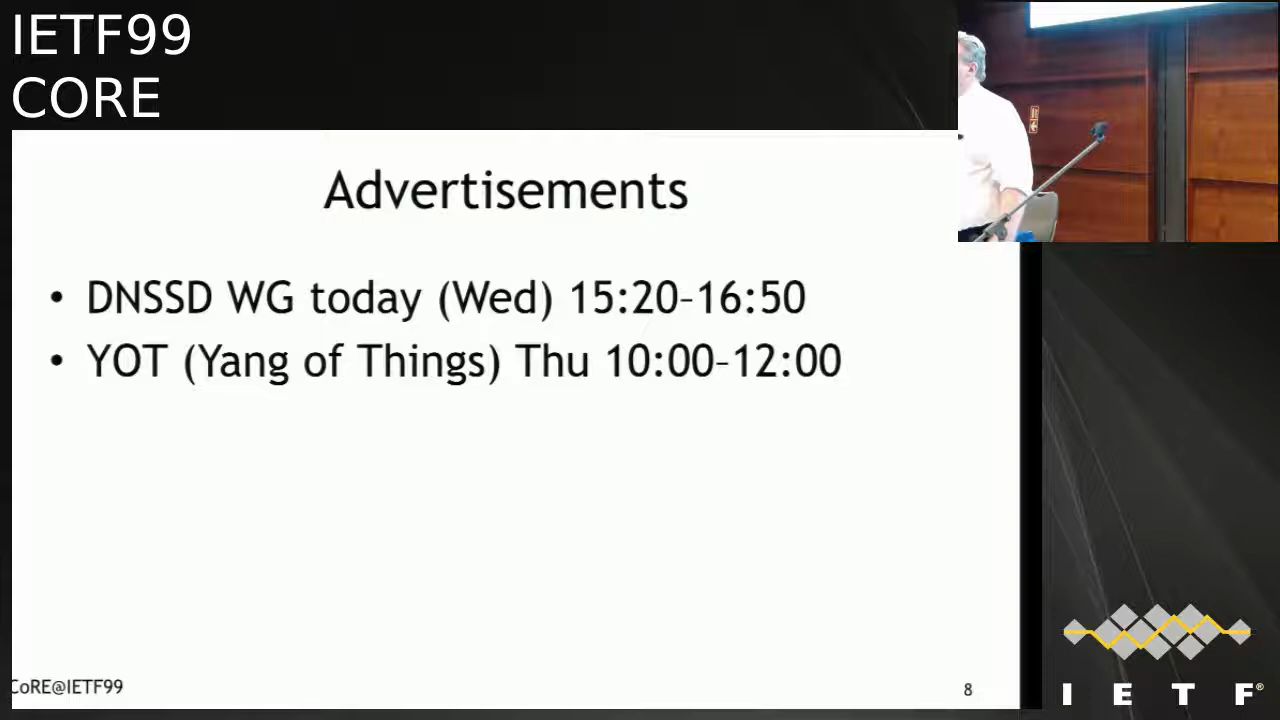 IETF99
CORE
Advertisements
• DNSSD WG today (Wed) 15:20–16:50
• YOT (Yang of Things) Thu 10:00–12:00
CoRE@IETF99
8
I E T F®